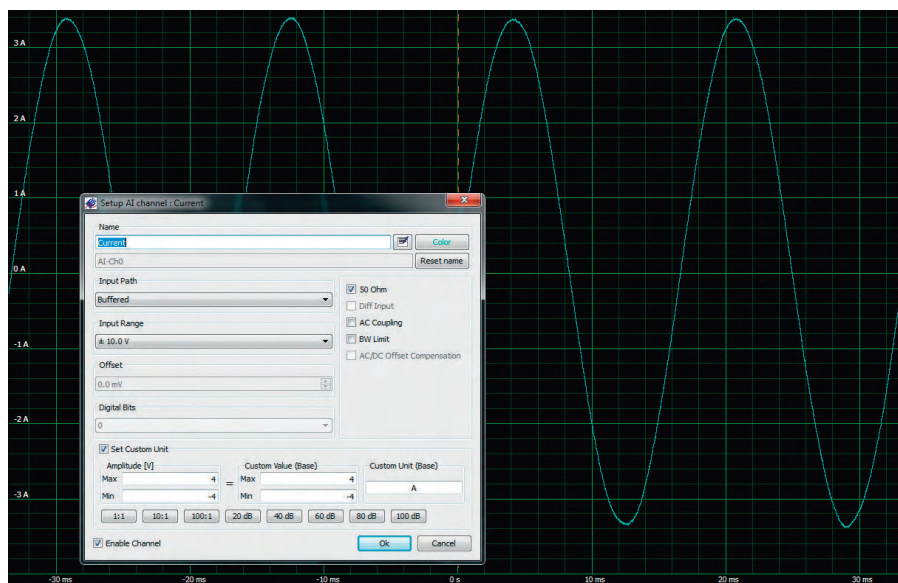 3 A
2 A
1 A
0 A
-1 A
-2 A
-3 A
Setup AI channel : Current
Name
Current
Color
AI-Ch0
Reset name
Input Path
Buffered
50 Ohm
Diff Input
Input Range
AC Coupling
± 10.0 V
BW Limit
AC/DC Offset Compensation
Offset
0.0 mV
Digital Bits
0
Set Custom Unit
Amplitude [V]
Custom Value (Base)
Custom Unit (Base)
Max 4 = Max 4
A
Min -4 Min -4
1:1 10:1 100:1 20 dB 40 dB 60 dB 80 dB 100 dB
Enable Channel
Ok Cancel
-30 ms -20 ms -10 ms 0 s 10 ms 20 ms 30 ms